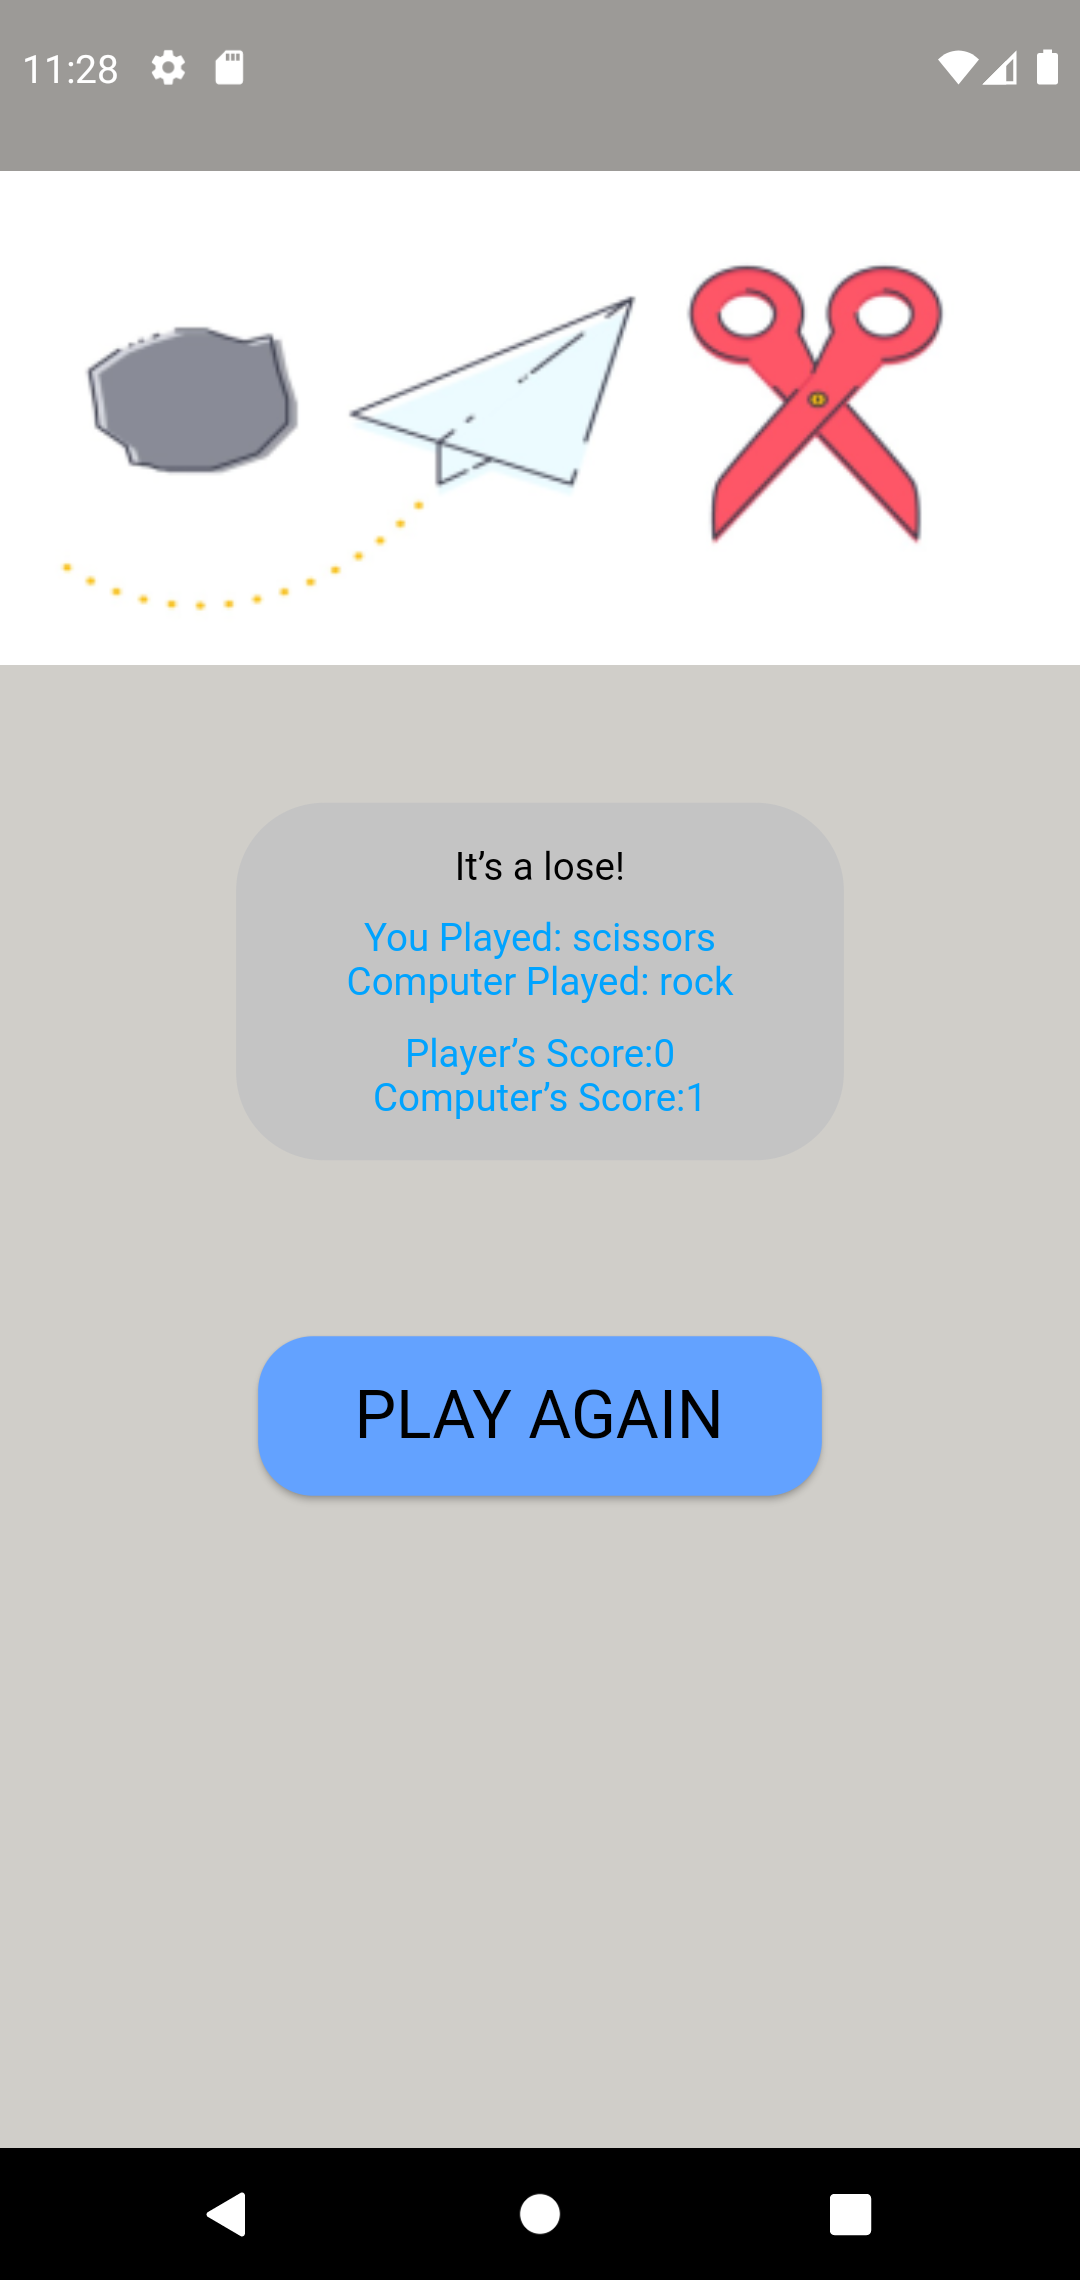 11:28
It’s a lose!
You Played: scissors
Computer Played: rock
Player’s Score:0
Computer’s Score:1
PLAY AGAIN